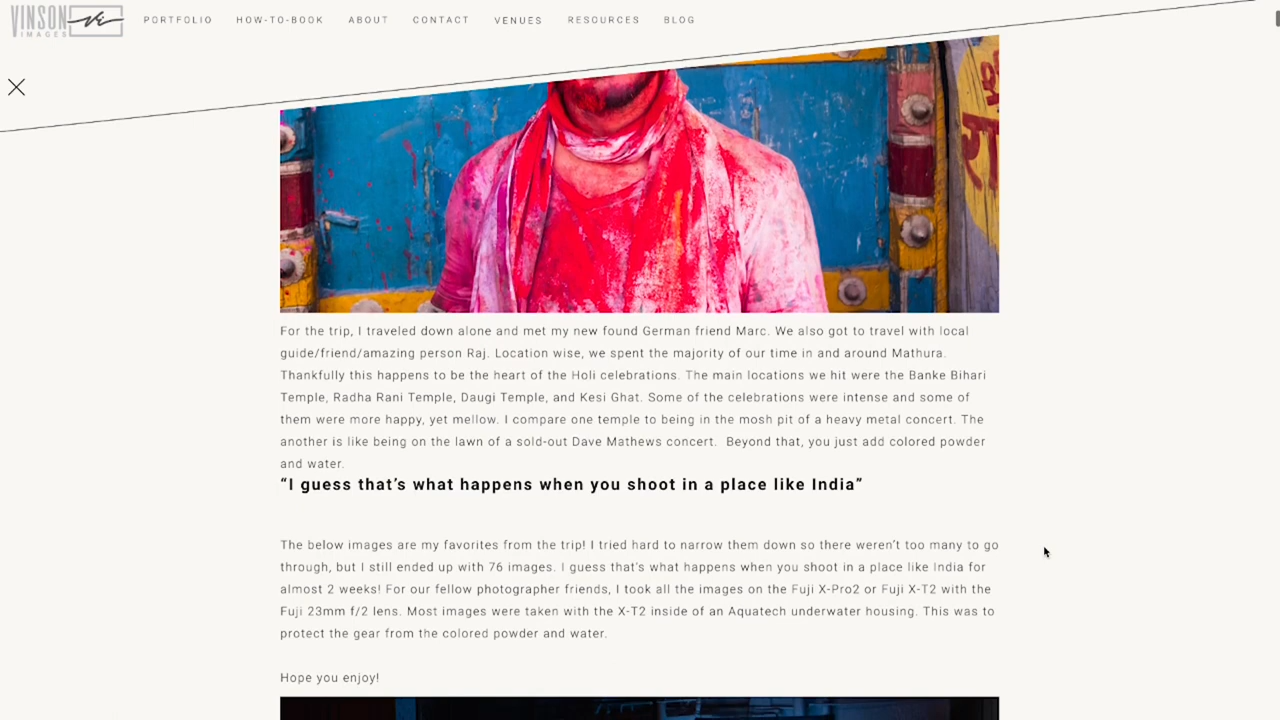 VINSON
IMAGES
PORTFOLIO
HOW-TO-BOOK
ABOUT
CONTACT
VENUES
RESOURCES
BLOG
For the trip, I traveled down alone and met my new found German friend Marc. We also got to travel with local
guide/friend/amazing person Raj. Location wise, we spent the majority of our time in and around Mathura.
Thankfully this happens to be the heart of the Holi celebrations. The main locations we hit were the Banke Bihari
Temple, Radha Rani Temple, Daugi Temple, and Kesi Ghat. Some of the celebrations were intense and some of
them were more happy, yet mellow. I compare one temple to being in the mosh pit of a heavy metal concert. The
another is like being on the lawn of a sold-out Dave Mathews concert.  Beyond that, you just add colored powder
and water.
“I guess that’s what happens when you shoot in a place like India”
The below images are my favorites from the trip! I tried hard to narrow them down so there weren’t too many to go
through, but I still ended up with 76 images. I guess that's what happens when you shoot in a place like India for
almost 2 weeks! For our fellow photographer friends, I took all the images on the Fuji X-Pro2 or Fuji X-T2 with the
Fuji 23mm f/2 lens. Most images were taken with the X-T2 inside of an Aquatech underwater housing. This was to
protect the gear from the colored powder and water.
Hope you enjoy!